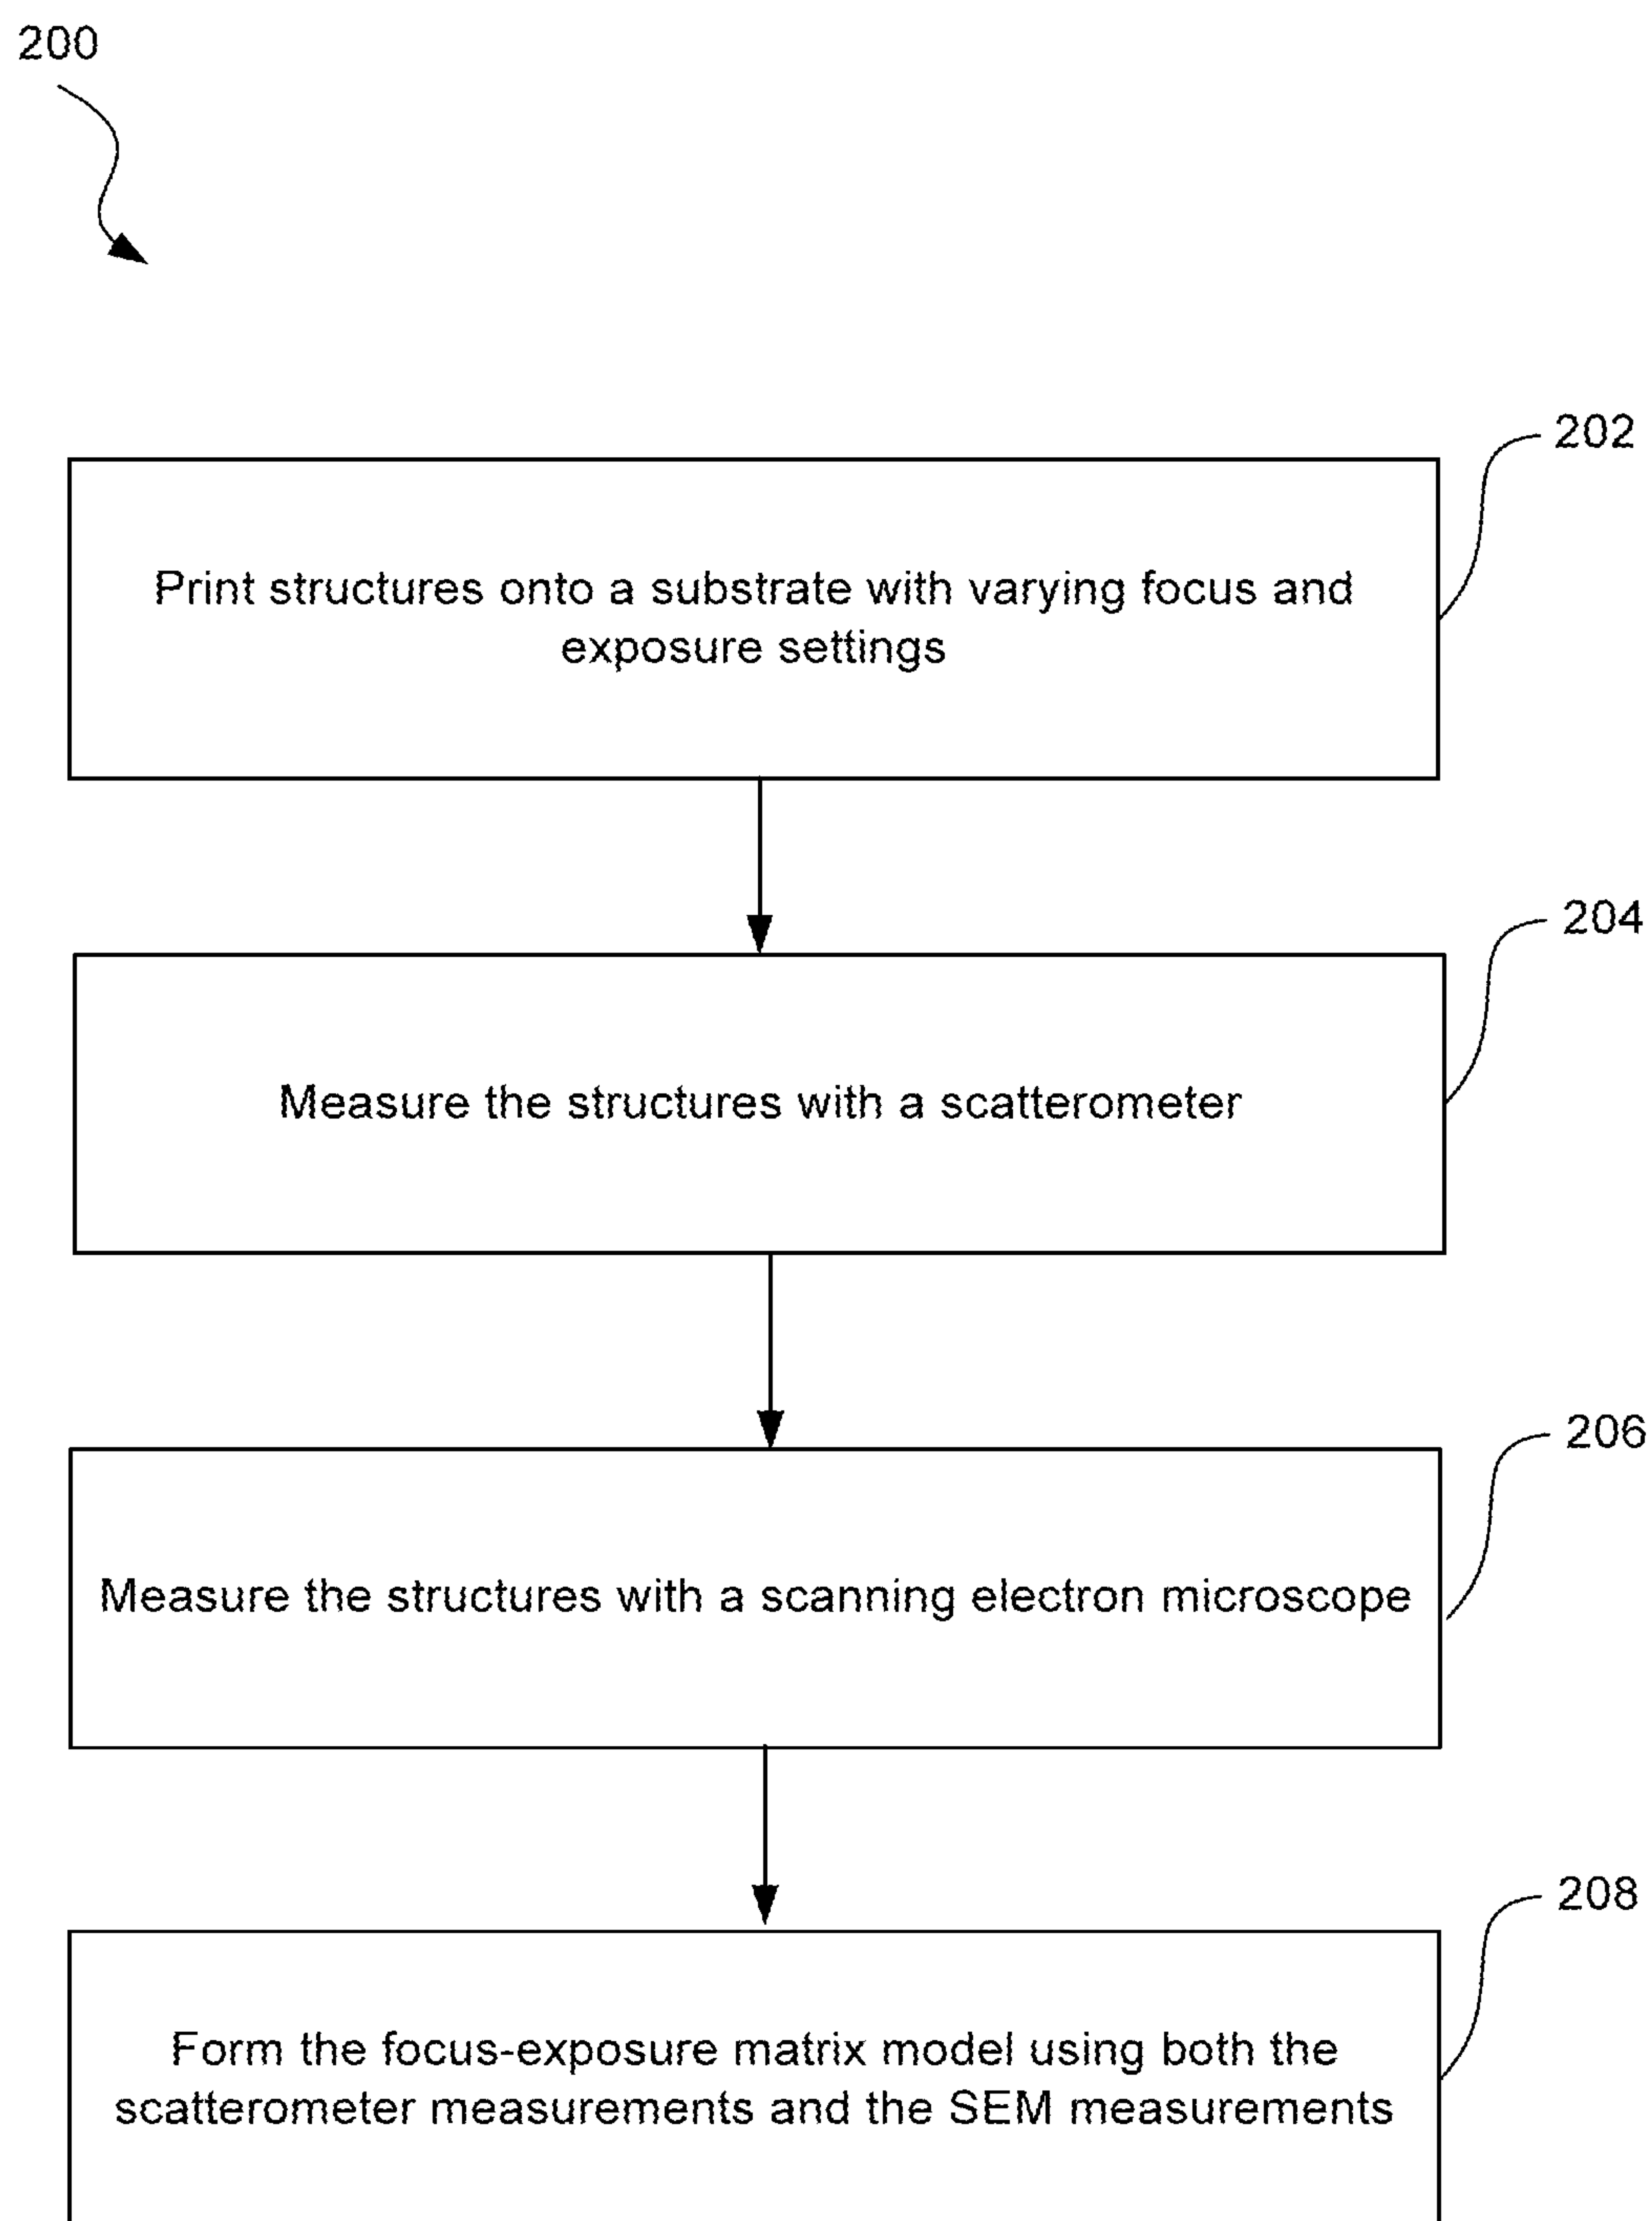 200
202
Print structures onto a substrate with varying focus and
exposure settings
204
Measure the structures with a scatterometer
206
Measure the structures with a scanning electron microscope
208
Form the focus-exposure matrix model using both the
scatterometer measurements and the SEM measurements